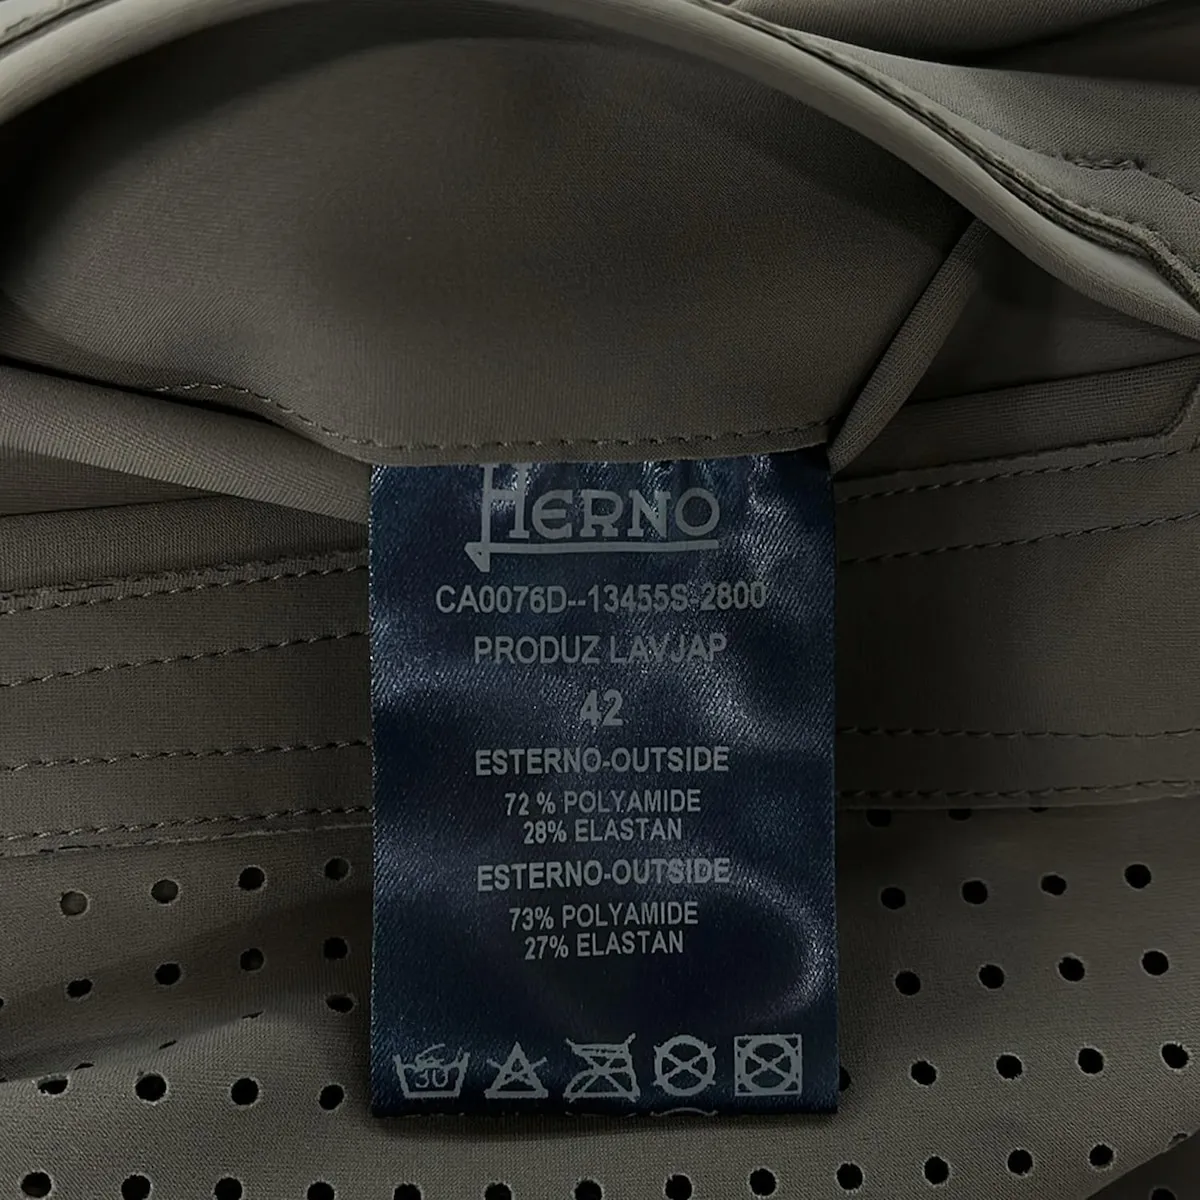 HERNO
CA0076D--13455S-2800
PRODUZ LAVJAP
42
ESTERNO-OUTSIDE
72 % POLYAMIDE
28% ELASTAN
ESTERNO-OUTSIDE
73% POLYAMIDE
27% ELASTAN
30